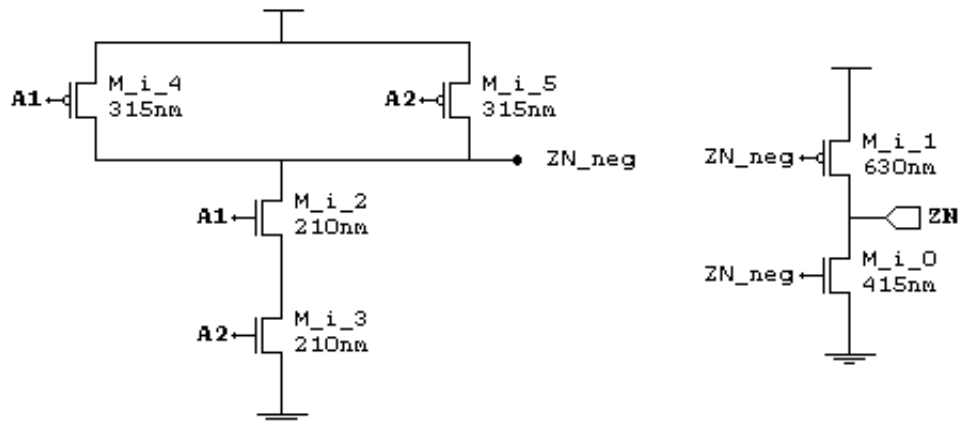 M_i_4
A1
315nm
M_i_5
A2
315nm
ZN_neg
M_i_2
A1
210nm
M_i_3
A2
210nm
M_i_1
ZN_neg
630nm
ZN
M_i_0
ZN_neg
415nm